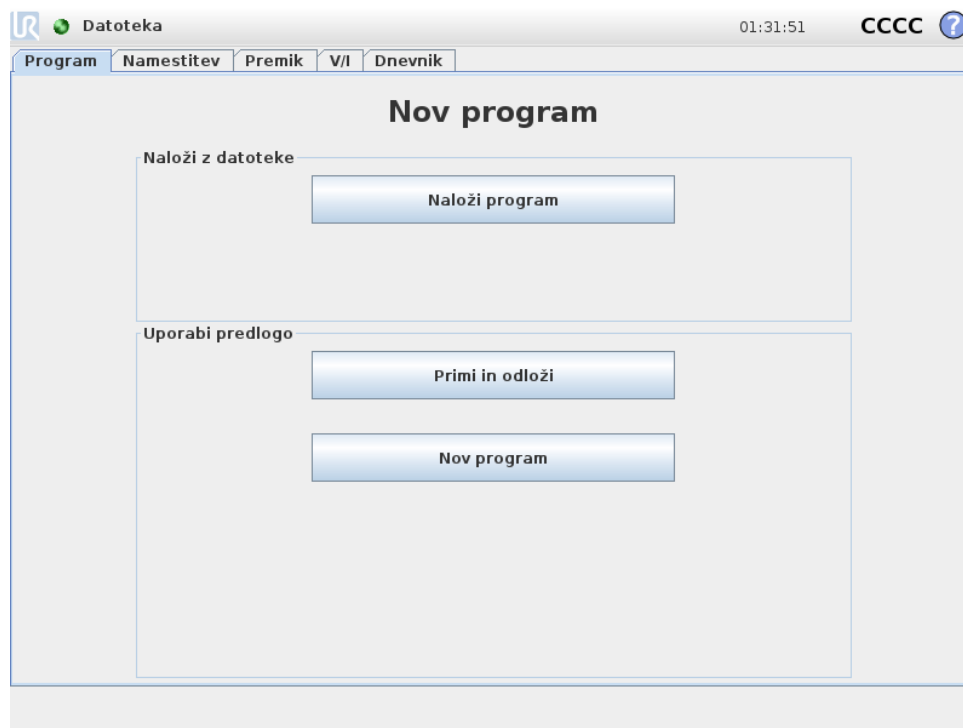 UR Datoteka 01:31:51 CCCC ?
Program Namestitev Premik V/I Dnevnik
Nov program
Naloži z datoteke
Naloži program
Uporabi predlogo
Primi in odloži
Nov program